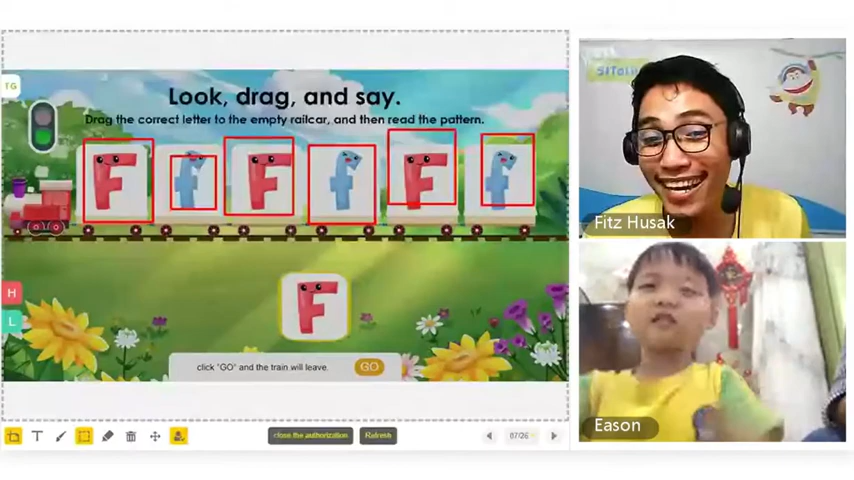 TG
Look, drag, and say.
Drag the correct letter to the empty railcar, and then read the pattern.
F f F f F f
F
H
L
click "GO" and the train will leave.
GO
T
close the authorization
Refresh
07/26
Fitz Husak
Eason